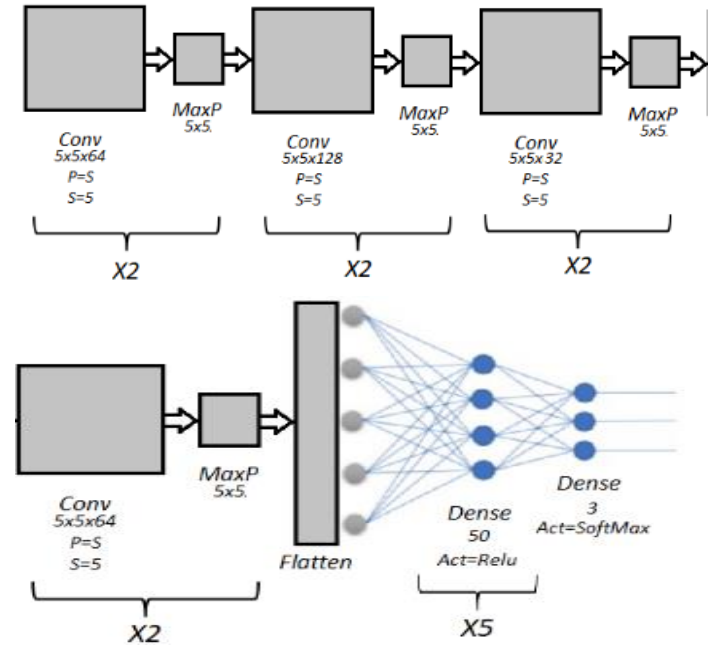 Conv
5x5x64
P=S
S=5
MaxP
5x5.
X2
Conv
5x5x128
P=S
S=5
MaxP
5x5.
X2
Conv
5x5x32
P=S
S=5
MaxP
5x5.
X2
Conv
5x5x64
P=S
S=5
MaxP
5x5.
X2
Flatten
Dense
50
Act=Relu
X5
Dense
3
Act=SoftMax